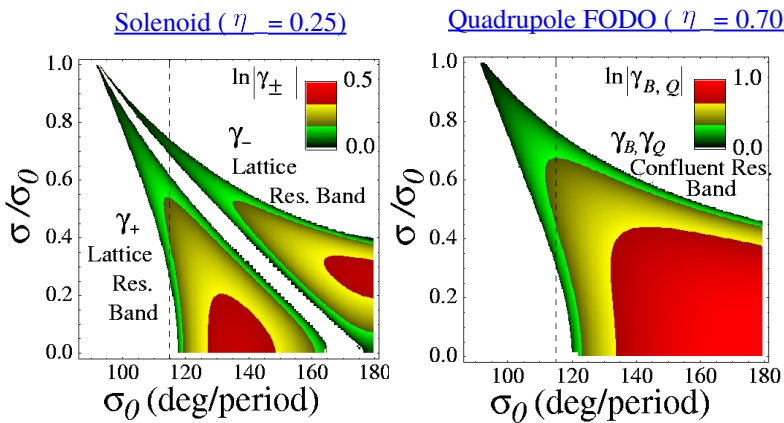 Solenoid ( η = 0.25)
ln|γ± |
0.5
0.0
γ−
Lattice
Res. Band
γ+
Lattice
Res.
Band
σ/σ0
1.0
0.8
0.6
0.4
0.2
0.0
100 120 140 160 180
σ0 (deg/period)
Quadrupole FODO ( η = 0.70
ln|γB, Q|
1.0
0.0
γB,γQ
Confluent Res.
Band
σ/σ0
1.0
0.8
0.6
0.4
0.2
0.0
100 120 140 160 180
σ0 (deg/period)